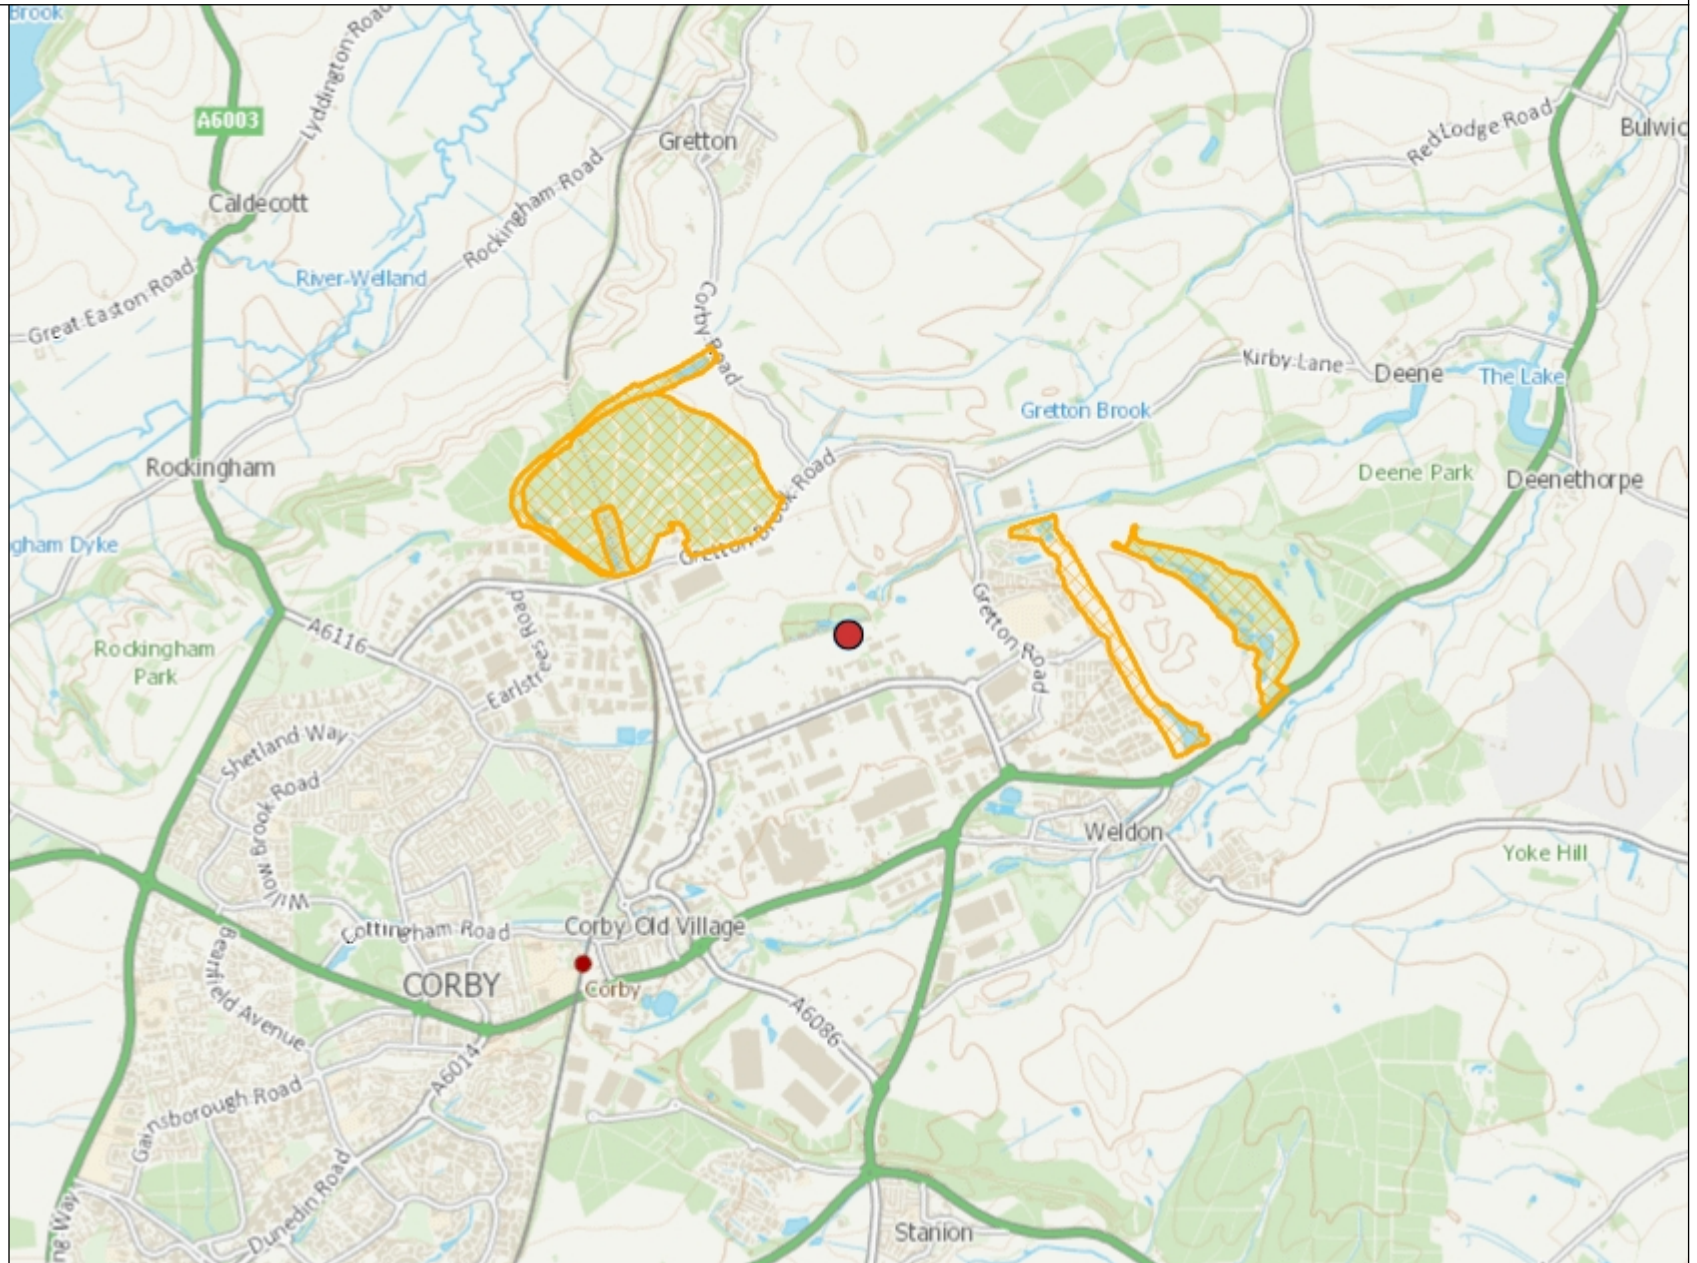 Brook
Lyddington Road
A6003
Gretton
Red Lodge Road
Bulwic
Caldecott
Rockingham Road
River Welland
Great Easton Road
Corby Road
Kirby Lane
Deene
The Lake
Gretton Brook
Rockingham
Gretton Brook Road
Deene Park
Deenethorpe
gham Dyke
Gretton Road
A6116
Earlstrees Road
Rockingham
Park
Shetland Way
Willow Brook Road
Weldon
Yoke Hill
Cottingham Road
Corby Old Village
CORBY
Corby
Bearfield Avenue
A6086
A6014
Gainsborough Road
Dunedin Road
ng Way
Stanion